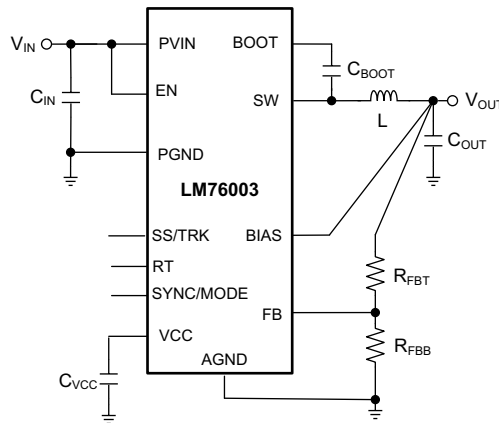 V_IN
PVIN
BOOT
C_BOOT
C_IN
EN
SW
L
V_OUT
C_OUT
PGND
LM76003
SS/TRK
BIAS
RT
SYNC/MODE
R_FBT
FB
VCC
R_FBB
AGND
C_VCC